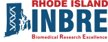 RHODE ISLAND
INBRE
Biomedical Research Excellence